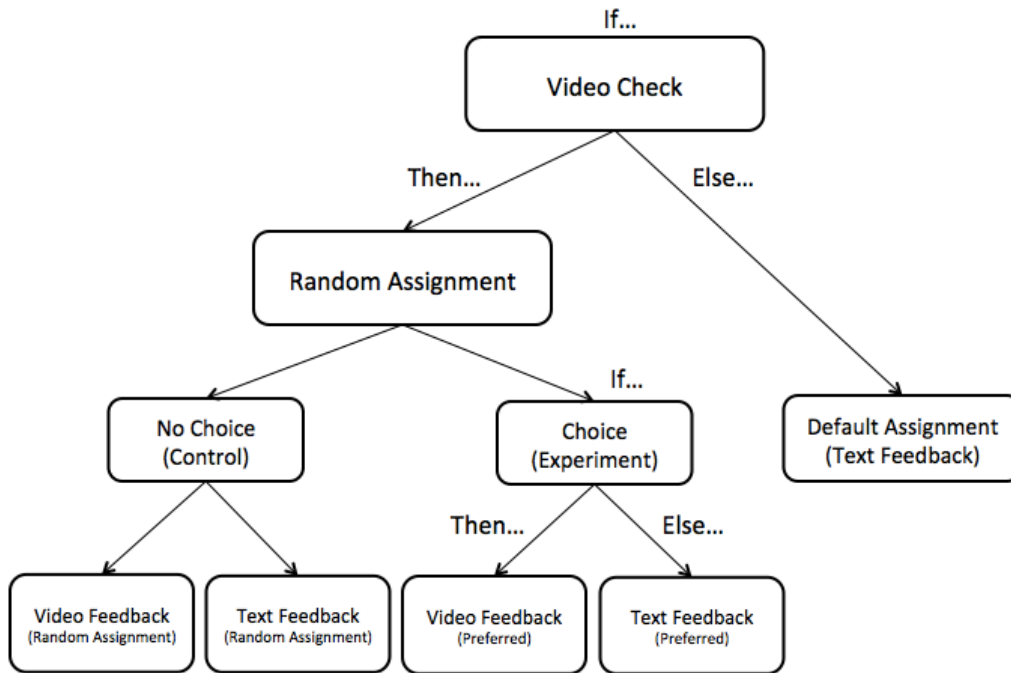 If...
Video Check
Then...
Else...
Random Assignment
If...
No Choice
(Control)
Choice
(Experiment)
Default Assignment
(Text Feedback)
Then...
Else...
Video Feedback
(Random Assignment)
Text Feedback
(Random Assignment)
Video Feedback
(Preferred)
Text Feedback
(Preferred)